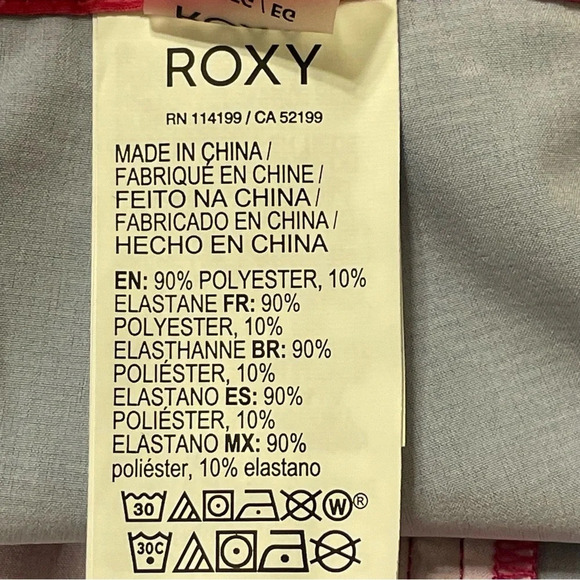 EG
ROXY
RN 114199 / CA 52199
MADE IN CHINA /
FABRIQUÉ EN CHINE /
FEITO NA CHINA /
FABRICADO EN CHINA /
HECHO EN CHINA
EN: 90% POLYESTER, 10%
ELASTANE FR: 90%
POLYESTER, 10%
ELASTHANNE BR: 90%
POLIÉSTER, 10%
ELASTANO ES: 90%
POLIÉSTER, 10%
ELASTANO MX: 90%
poliéster, 10% elastano
30 W®
30C